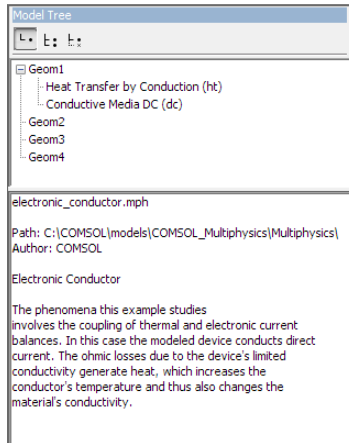 Model Tree
Geom1
Heat Transfer by Conduction (ht)
Conductive Media DC (dc)
Geom2
Geom3
Geom4
electronic_conductor.mph
Path: C:\COMSOL\models\COMSOL_Multiphysics\Multiphysics\
Author: COMSOL
Electronic Conductor
The phenomena this example studies
involves the coupling of thermal and electronic current
balances. In this case the modeled device conducts direct
current. The ohmic losses due to the device's limited
conductivity generate heat, which increases the
conductor's temperature and thus also changes the
material's conductivity.